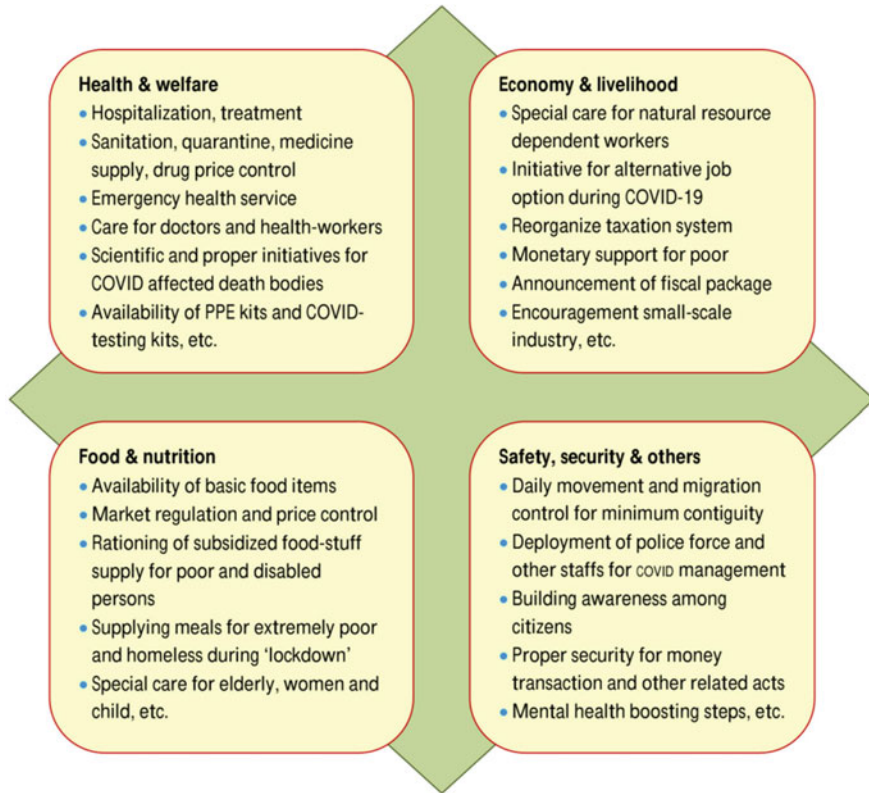 Health & welfare
• Hospitalization, treatment
• Sanitation, quarantine, medicine
supply, drug price control
• Emergency health service
• Care for doctors and health-workers
• Scientific and proper initiatives for
COVID affected death bodies
• Availability of PPE kits and COVID-
testing kits, etc.
Economy & livelihood
• Special care for natural resource
dependent workers
• Initiative for alternative job
option during COVID-19
• Reorganize taxation system
• Monetary support for poor
• Announcement of fiscal package
• Encouragement small-scale
industry, etc.
Food & nutrition
• Availability of basic food items
• Market regulation and price control
• Rationing of subsidized food-stuff
supply for poor and disabled
persons
• Supplying meals for extremely poor
and homeless during ‘lockdown’
• Special care for elderly, women and
child, etc.
Safety, security & others
• Daily movement and migration
control for minimum contiguity
• Deployment of police force and
other staffs for COVID management
• Building awareness among
citizens
• Proper security for money
transaction and other related acts
• Mental health boosting steps, etc.